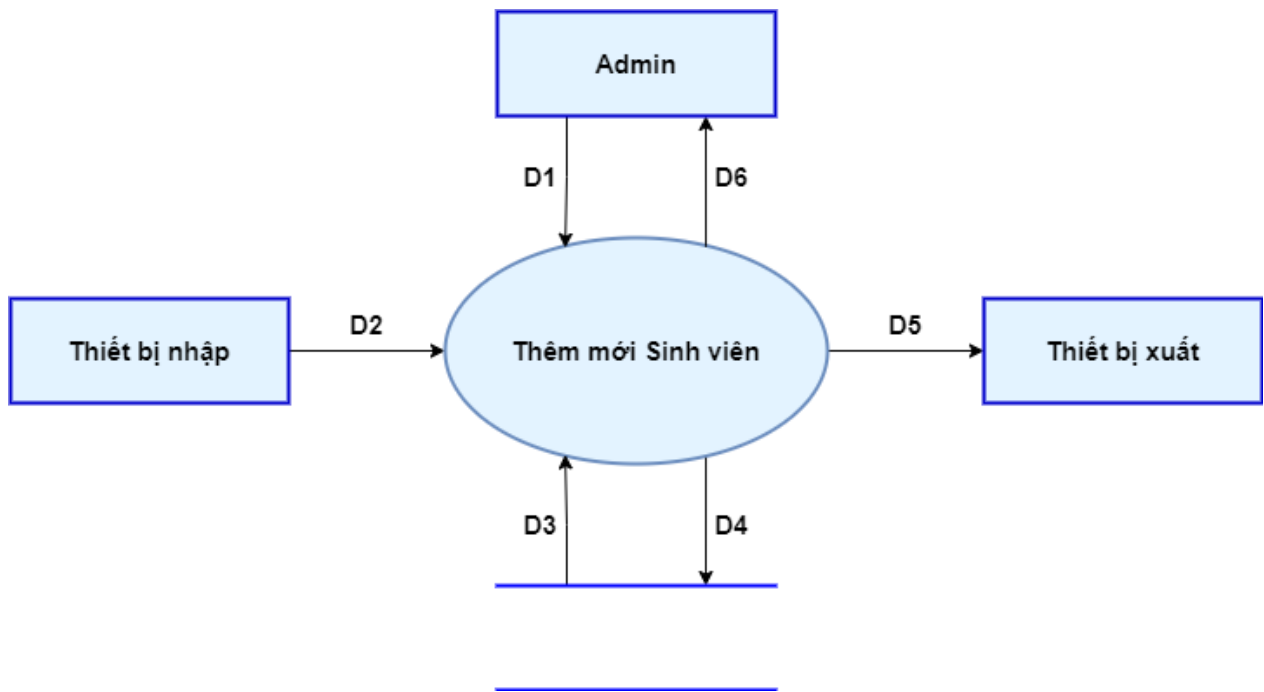 Admin
D1
D6
Thiết bị nhập
D2
Thêm mới Sinh viên
D5
Thiết bị xuất
D3
D4